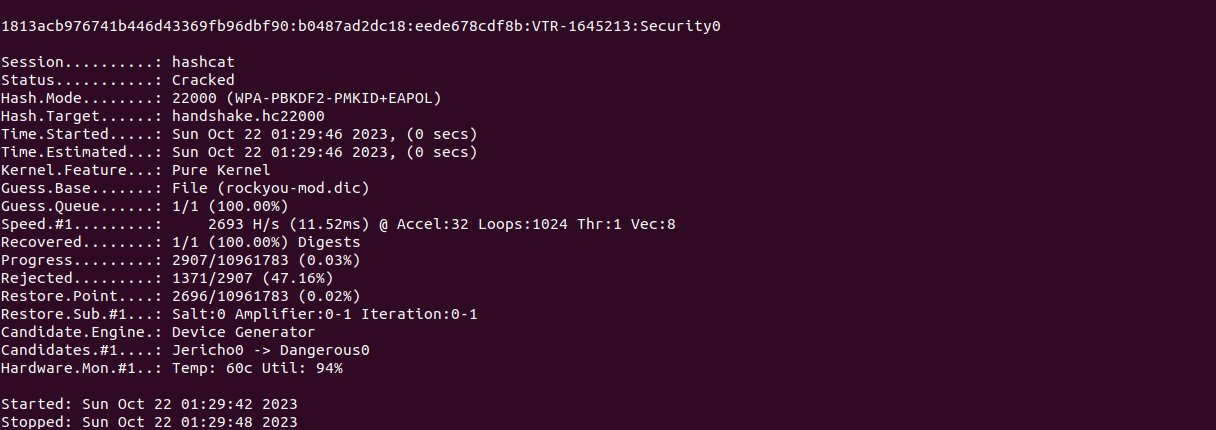 1813acb976741b446d43369fb96dbf90:b0487ad2dc18:eede678cdf8b:VTR-1645213:Security0
Session..........: hashcat
Status...........: Cracked
Hash.Mode........: 22000 (WPA-PBKDF2-PMKID+EAPOL)
Hash.Target......: handshake.hc22000
Time.Started.....: Sun Oct 22 01:29:46 2023, (0 secs)
Time.Estimated...: Sun Oct 22 01:29:46 2023, (0 secs)
Kernel.Feature...: Pure Kernel
Guess.Base.......: File (rockyou-mod.dic)
Guess.Queue......: 1/1 (100.00%)
Speed.#1.........:     2693 H/s (11.52ms) @ Accel:32 Loops:1024 Thr:1 Vec:8
Recovered........: 1/1 (100.00%) Digests
Progress.........: 2907/10961783 (0.03%)
Rejected.........: 1371/2907 (47.16%)
Restore.Point....: 2696/10961783 (0.02%)
Restore.Sub.#1...: Salt:0 Amplifier:0-1 Iteration:0-1
Candidate.Engine.: Device Generator
Candidates.#1....: Jericho0 -> Dangerous0
Hardware.Mon.#1..: Temp: 60c Util: 94%
Started: Sun Oct 22 01:29:42 2023
Stopped: Sun Oct 22 01:29:48 2023